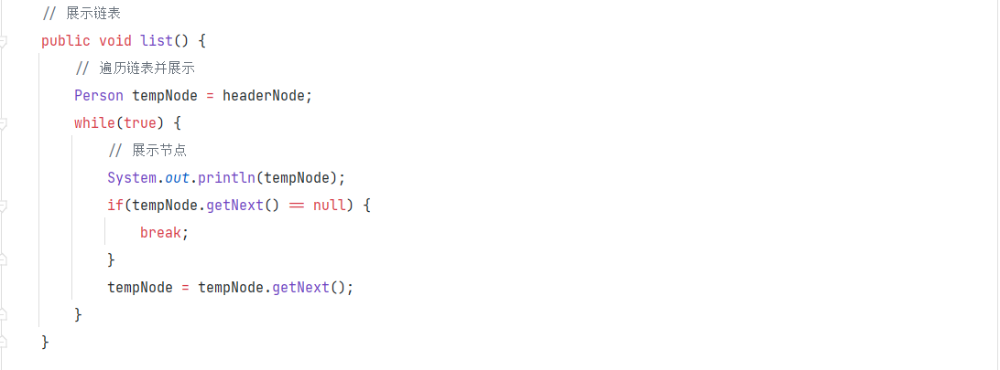 // 展示链表
public void list() {
// 遍历链表并展示
Person tempNode = headerNode;
while(true) {
// 展示节点
System.out.println(tempNode);
if(tempNode.getNext() == null) {
break;
}
tempNode = tempNode.getNext();
}
}